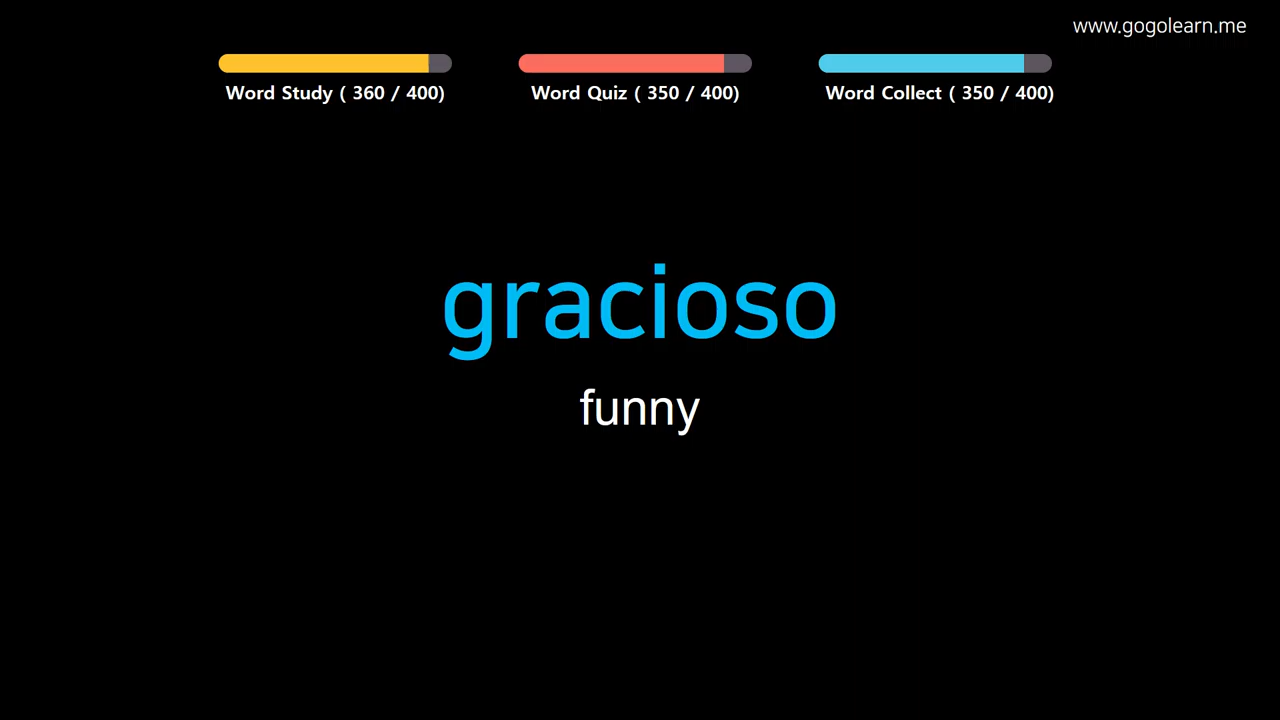 www.gogolearn.me
Word Study ( 360 / 400)
Word Quiz ( 350 / 400)
Word Collect ( 350 / 400)
gracioso
funny